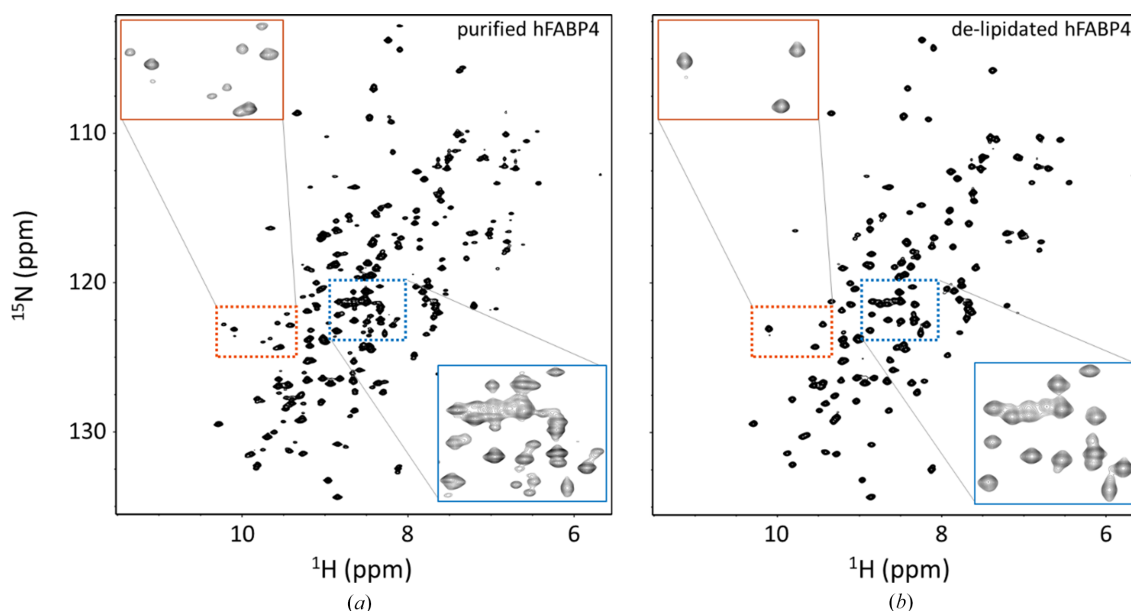 purified hFABP4
de-lipidated hFABP4
110
120
130
15N (ppm)
10
8
6
10
8
6
1H (ppm)
1H (ppm)
(a)
(b)